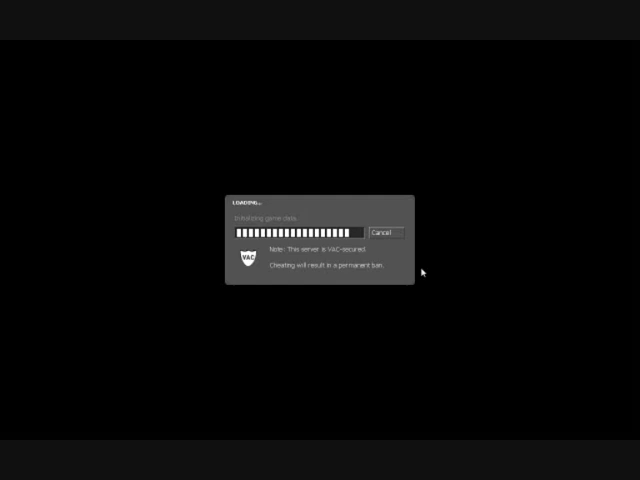 LOADING...
Initializing game data...
Cancel
Note: This server is VAC-secured.
VAC
Cheating will result in a permanent ban.